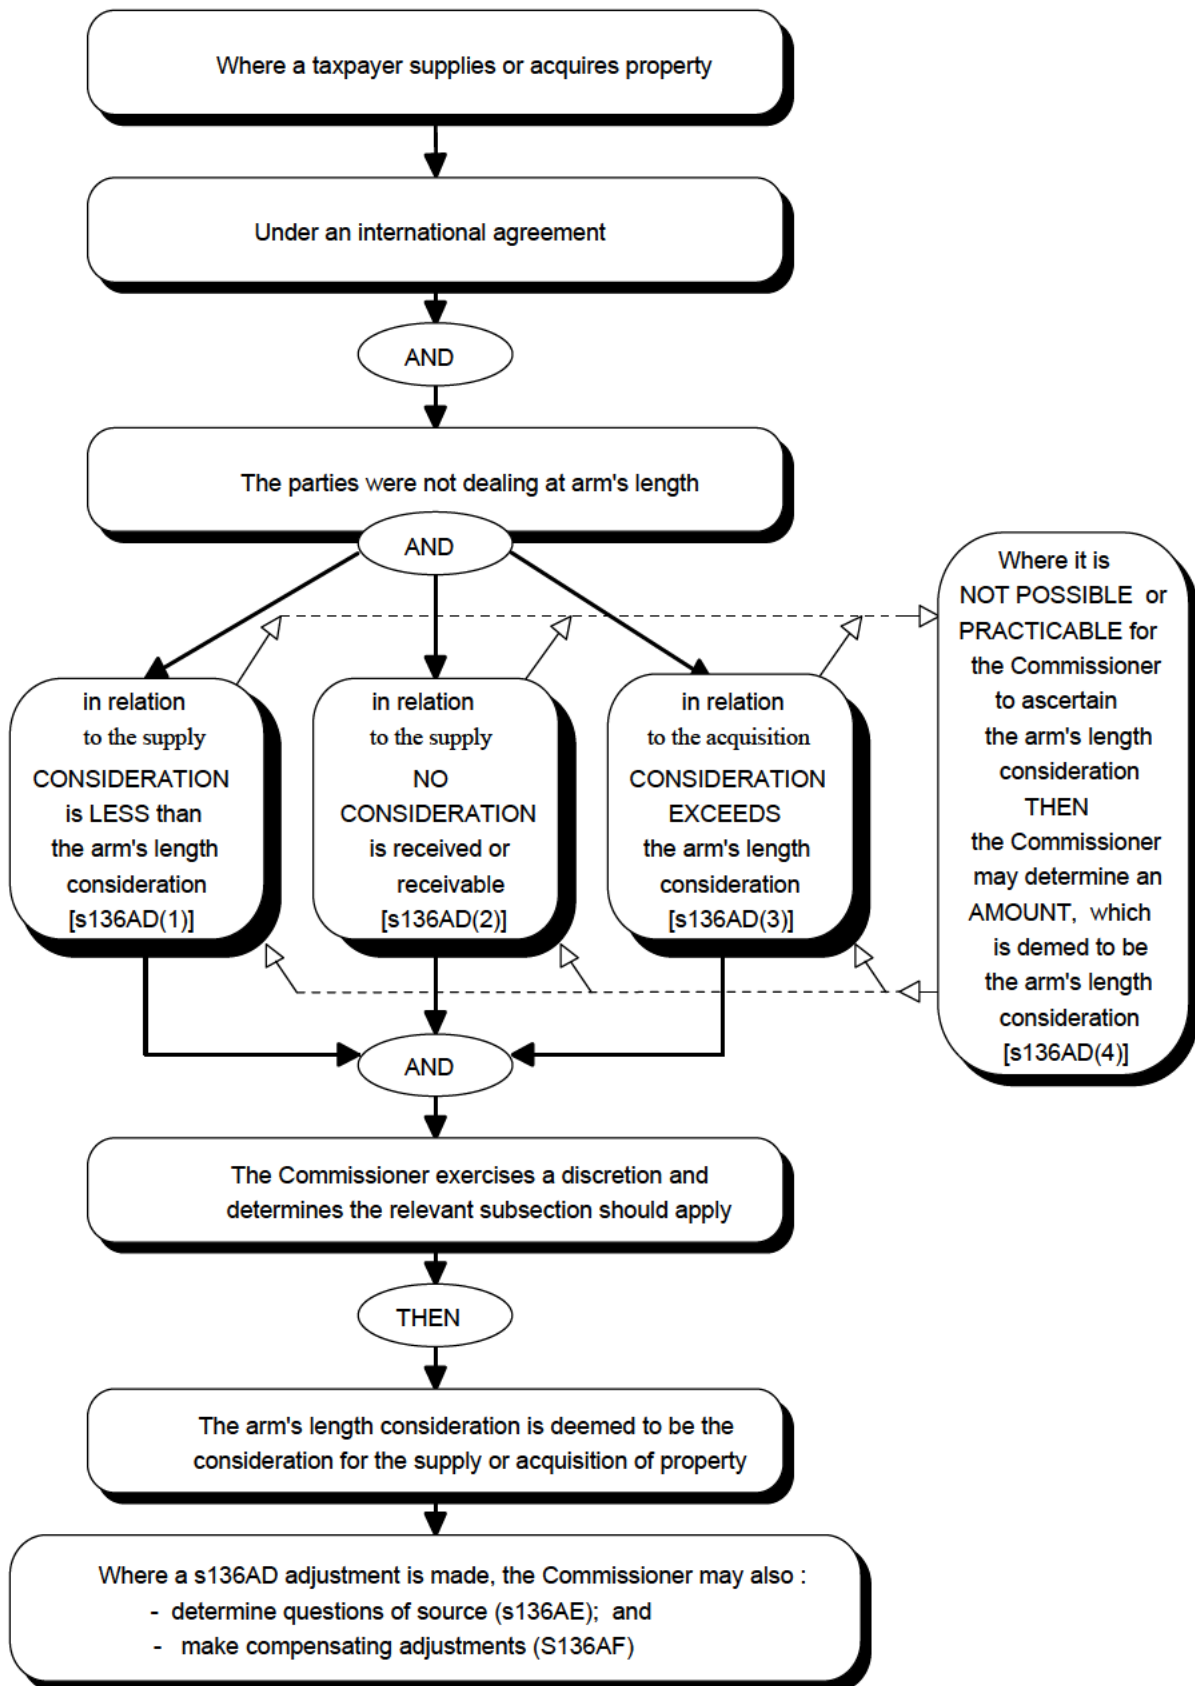 Where a taxpayer supplies or acquires property
Under an international agreement
AND
The parties were not dealing at arm's length
AND
in relation
to the supply
CONSIDERATION
is LESS than
the arm's length
consideration
[s136AD(1)]
in relation
to the supply
NO
CONSIDERATION
is received or
receivable
[s136AD(2)]
in relation
to the acquisition
CONSIDERATION
EXCEEDS
the arm's length
consideration
[s136AD(3)]
Where it is
NOT POSSIBLE or
PRACTICABLE for
the Commissioner
to ascertain
the arm's length
consideration
THEN
the Commissioner
may determine an
AMOUNT, which
is demed to be
the arm's length
consideration
[s136AD(4)]
AND
The Commissioner exercises a discretion and
determines the relevant subsection should apply
THEN
The arm's length consideration is deemed to be the
consideration for the supply or acquisition of property
Where a s136AD adjustment is made, the Commissioner may also :
- determine questions of source (s136AE); and
- make compensating adjustments (S136AF)